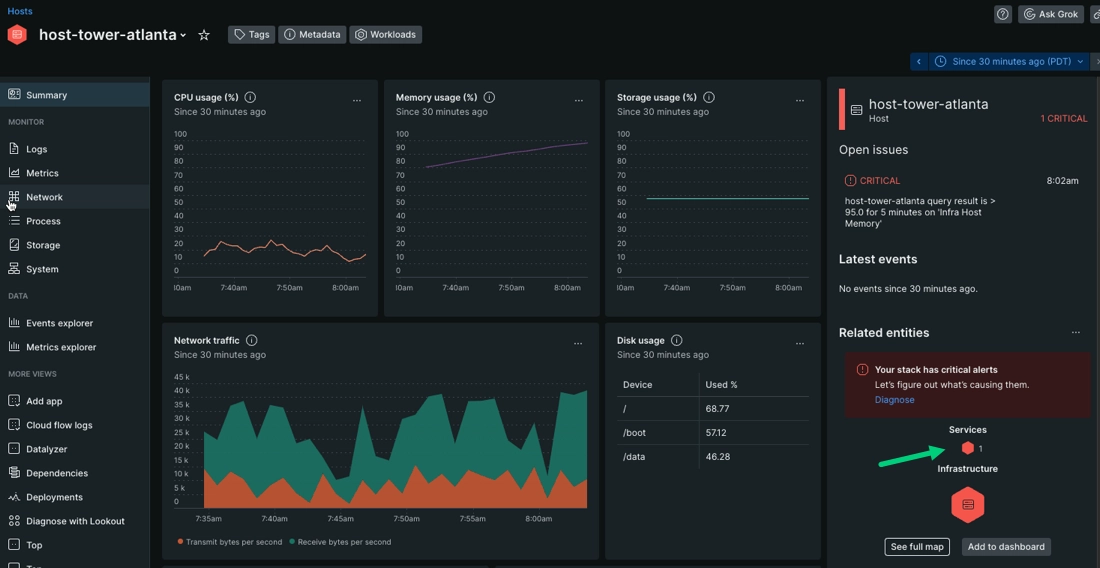 Hosts
host-tower-atlanta
Tags
Metadata
Workloads
Ask Grok
Since 30 minutes ago (PDT)
Summary
MONITOR
Logs
Metrics
Network
Process
Storage
System
DATA
Events explorer
Metrics explorer
MORE VIEWS
Add app
Cloud flow logs
Datalyzer
Dependencies
Deployments
Diagnose with Lookout
Top
CPU usage (%)
Since 30 minutes ago
100
90
80
70
60
50
40
30
20
10
0
7:40am
7:50am
8:00am
Memory usage (%)
Since 30 minutes ago
100
90
80
70
60
50
40
30
20
10
0
7:40am
7:50am
8:00am
Storage usage (%)
Since 30 minutes ago
100
90
80
70
60
50
40
30
20
10
0
7:40am
7:50am
8:00am
Network traffic
Since 30 minutes ago
45 k
40 k
35 k
30 k
25 k
20 k
15 k
10 k
5 k
0
7:35am
7:40am
7:45am
7:50am
7:55am
8:00am
Transmit bytes per second
Receive bytes per second
Disk usage
Since 30 minutes ago
Device Used %
/ 68.77
/boot 57.12
/data 46.28
host-tower-atlanta
Host
1 CRITICAL
Open issues
CRITICAL 8:02am
host-tower-atlanta query result is >
95.0 for 5 minutes on 'Infra Host
Memory'
Latest events
No events since 30 minutes ago.
Related entities
Your stack has critical alerts
Let's figure out what's causing them.
Diagnose
Services
1
Infrastructure
See full map
Add to dashboard